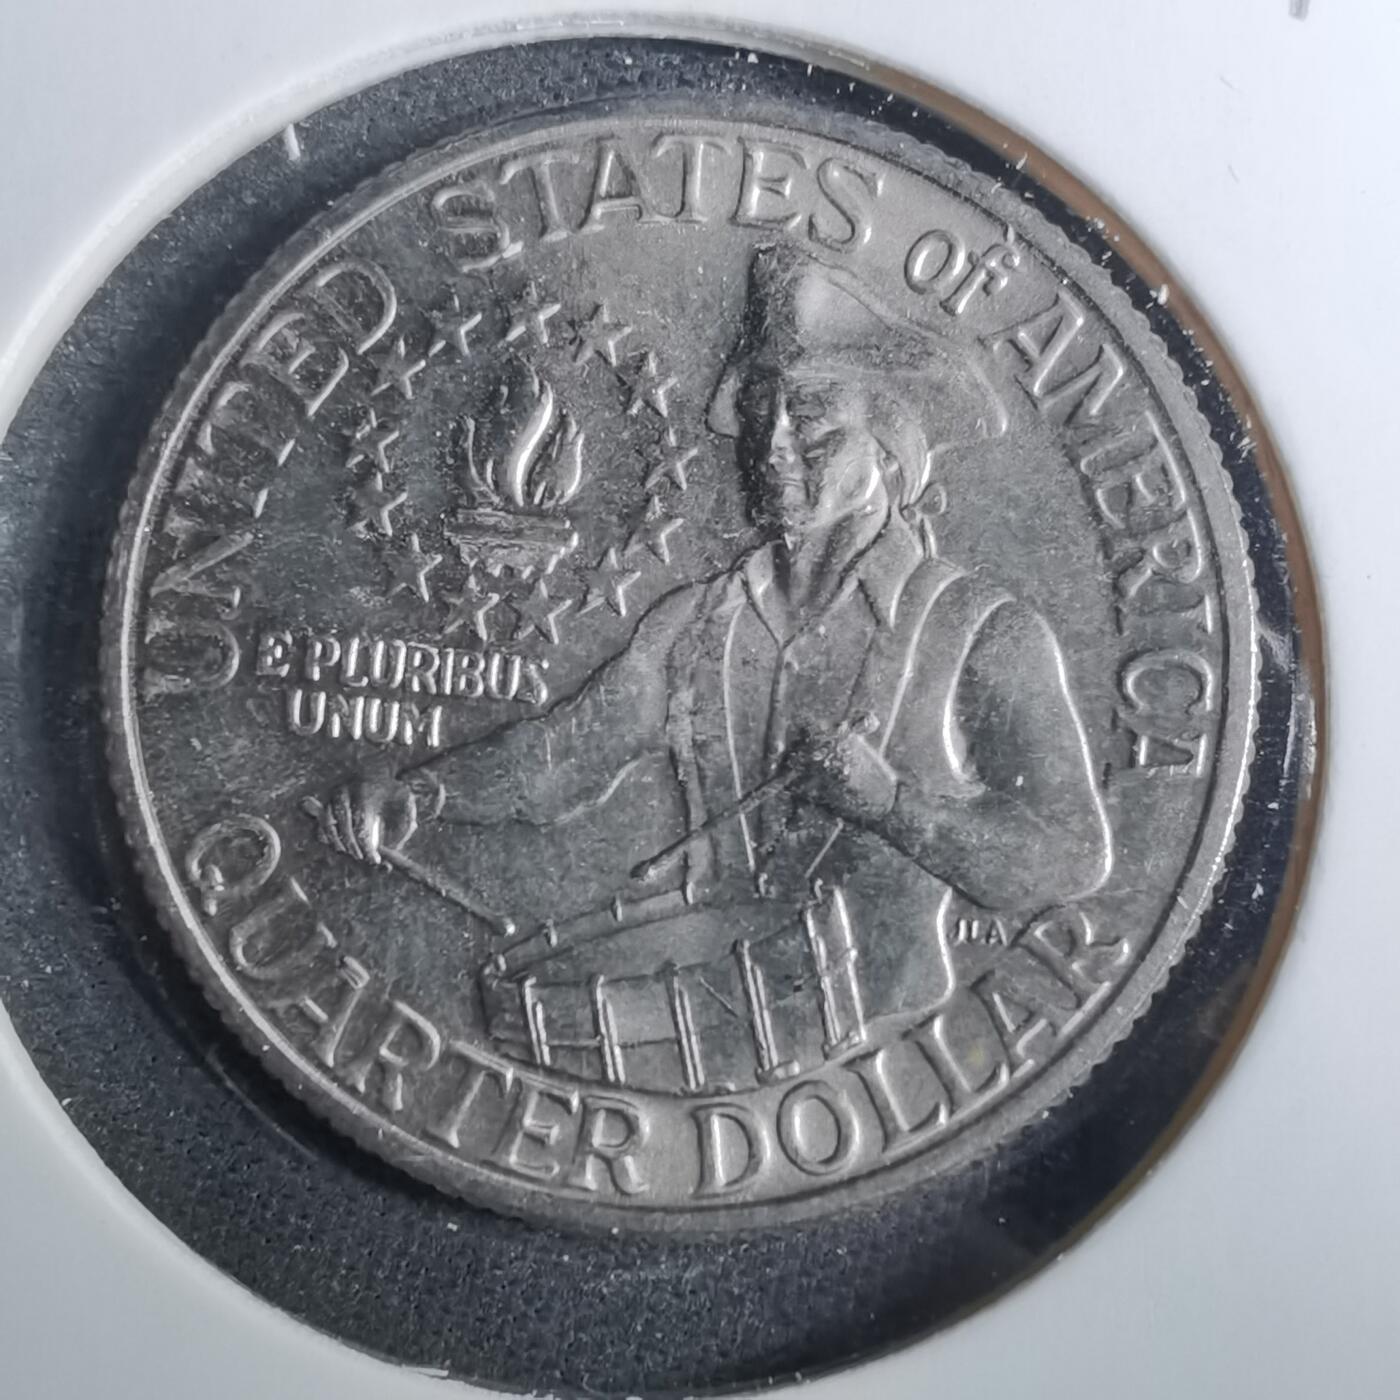 UNITED STATES of AMERICA
E PLURIBUS
UNUM
JLA
QUARTER DOLLAR